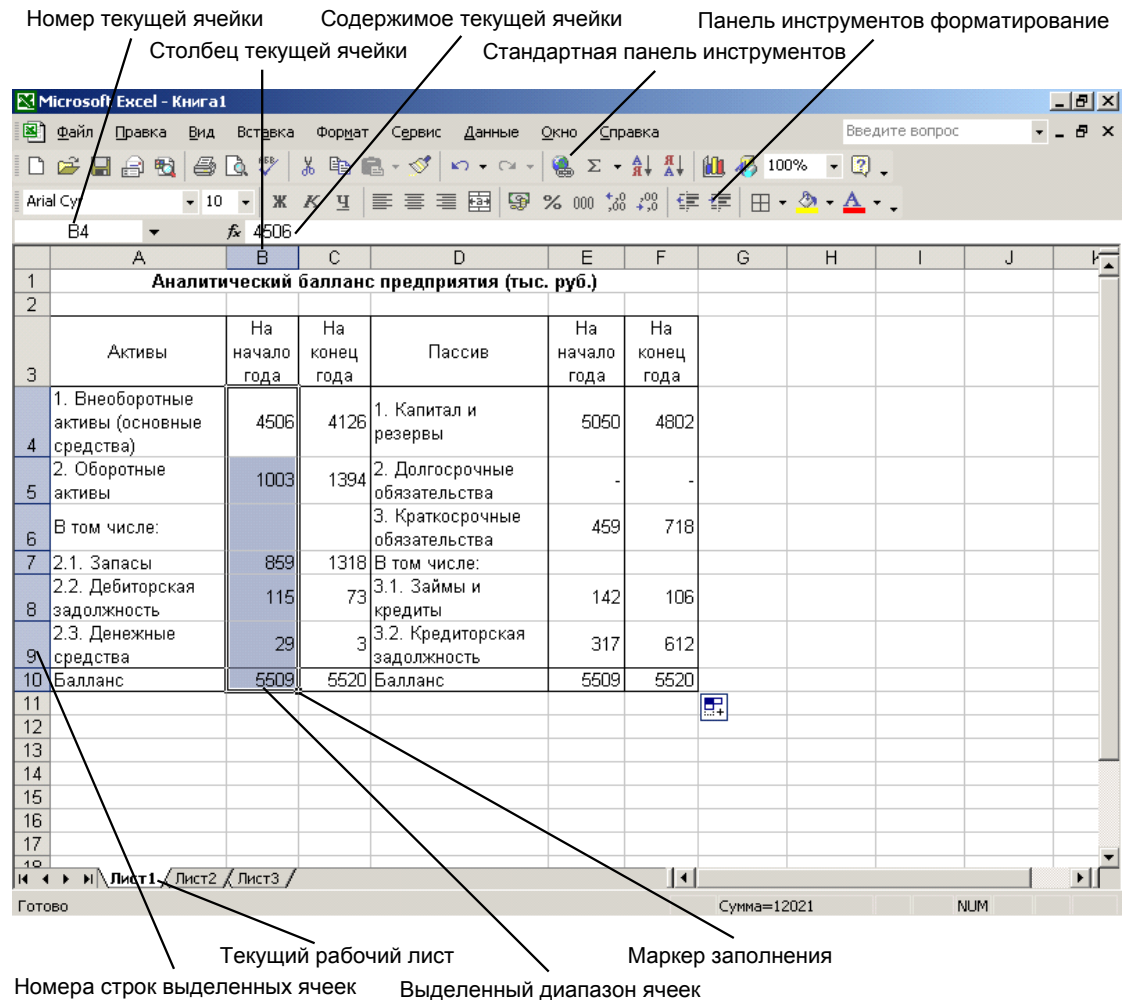 Номер текущей ячейки Содержимое текущей ячейки Панель инструментов форматирование
Столбец текущей ячейки Стандартная панель инструментов
Microsoft Excel - Книга1
Файл Правка Вид Вставка Формат Сервис Данные Окно Справка Введите вопрос
100%
Arial Cyr 10 Ж К Ч % 000
B4 fx 4506
A B C D E F G H I J K
1 Аналитический балланс предприятия (тыс. руб.)
2
На На На На
Активы начало конец Пассив начало конец
3 года года года года
1. Внеоборотные
активы (основные 4506 4126 1. Капитал и 5050 4802
4 средства) резервы
2. Оборотные 1003 1394 2. Долгосрочные - -
5 активы обязательства
В том числе: 3. Краткосрочные 459 718
6 обязательства
7 2.1. Запасы 859 1318 В том числе:
2.2. Дебиторская 115 73 3.1. Займы и 142 106
8 задолжность кредиты
2.3. Денежные 29 3 3.2. Кредиторская 317 612
9 средства задолжность
10 Балланс 5509 5520 Балланс 5509 5520
11
12
13
14
15
16
17
18
Лист1 Лист2 Лист3
Готово Сумма=12021 NUM
Текущий рабочий лист Маркер заполнения
Номера строк выделенных ячеек Выделенный диапазон ячеек